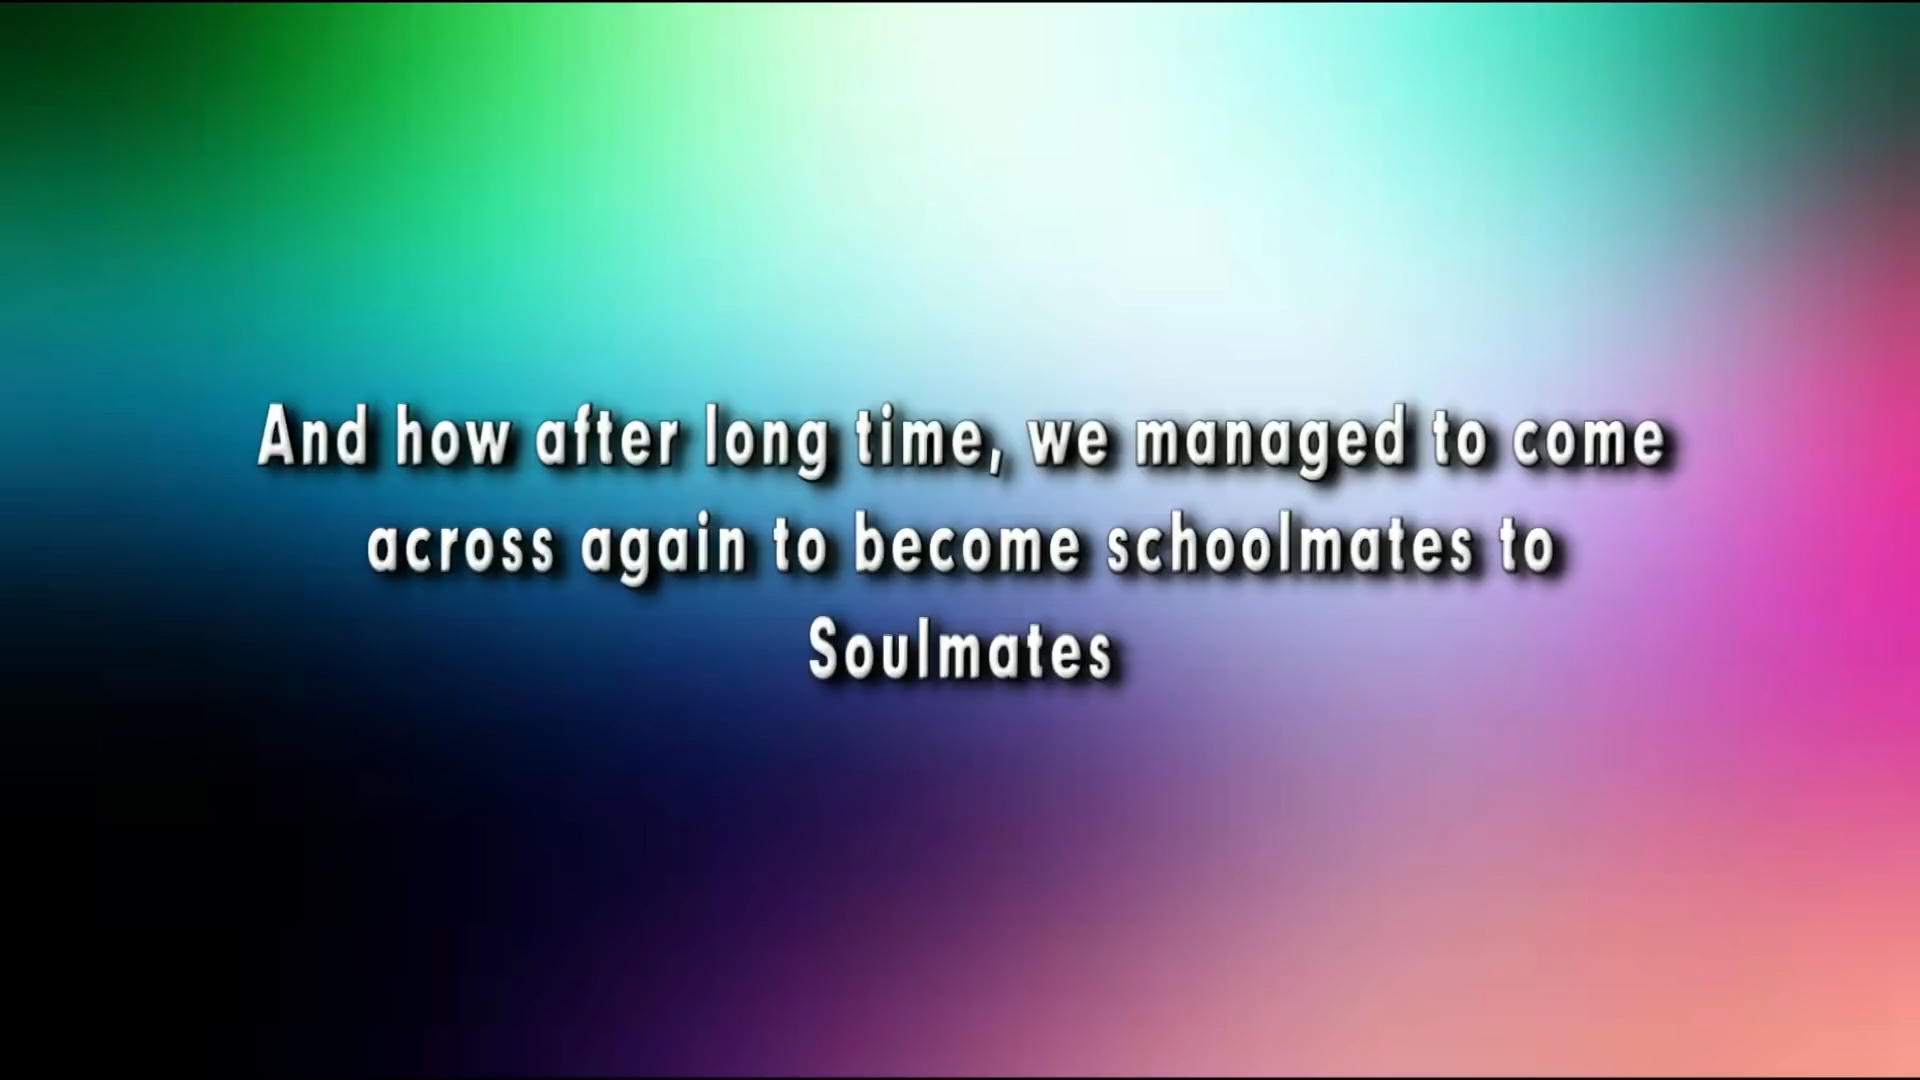 And how after long time, we managed to come
across again to become schoolmates to
Soulmates